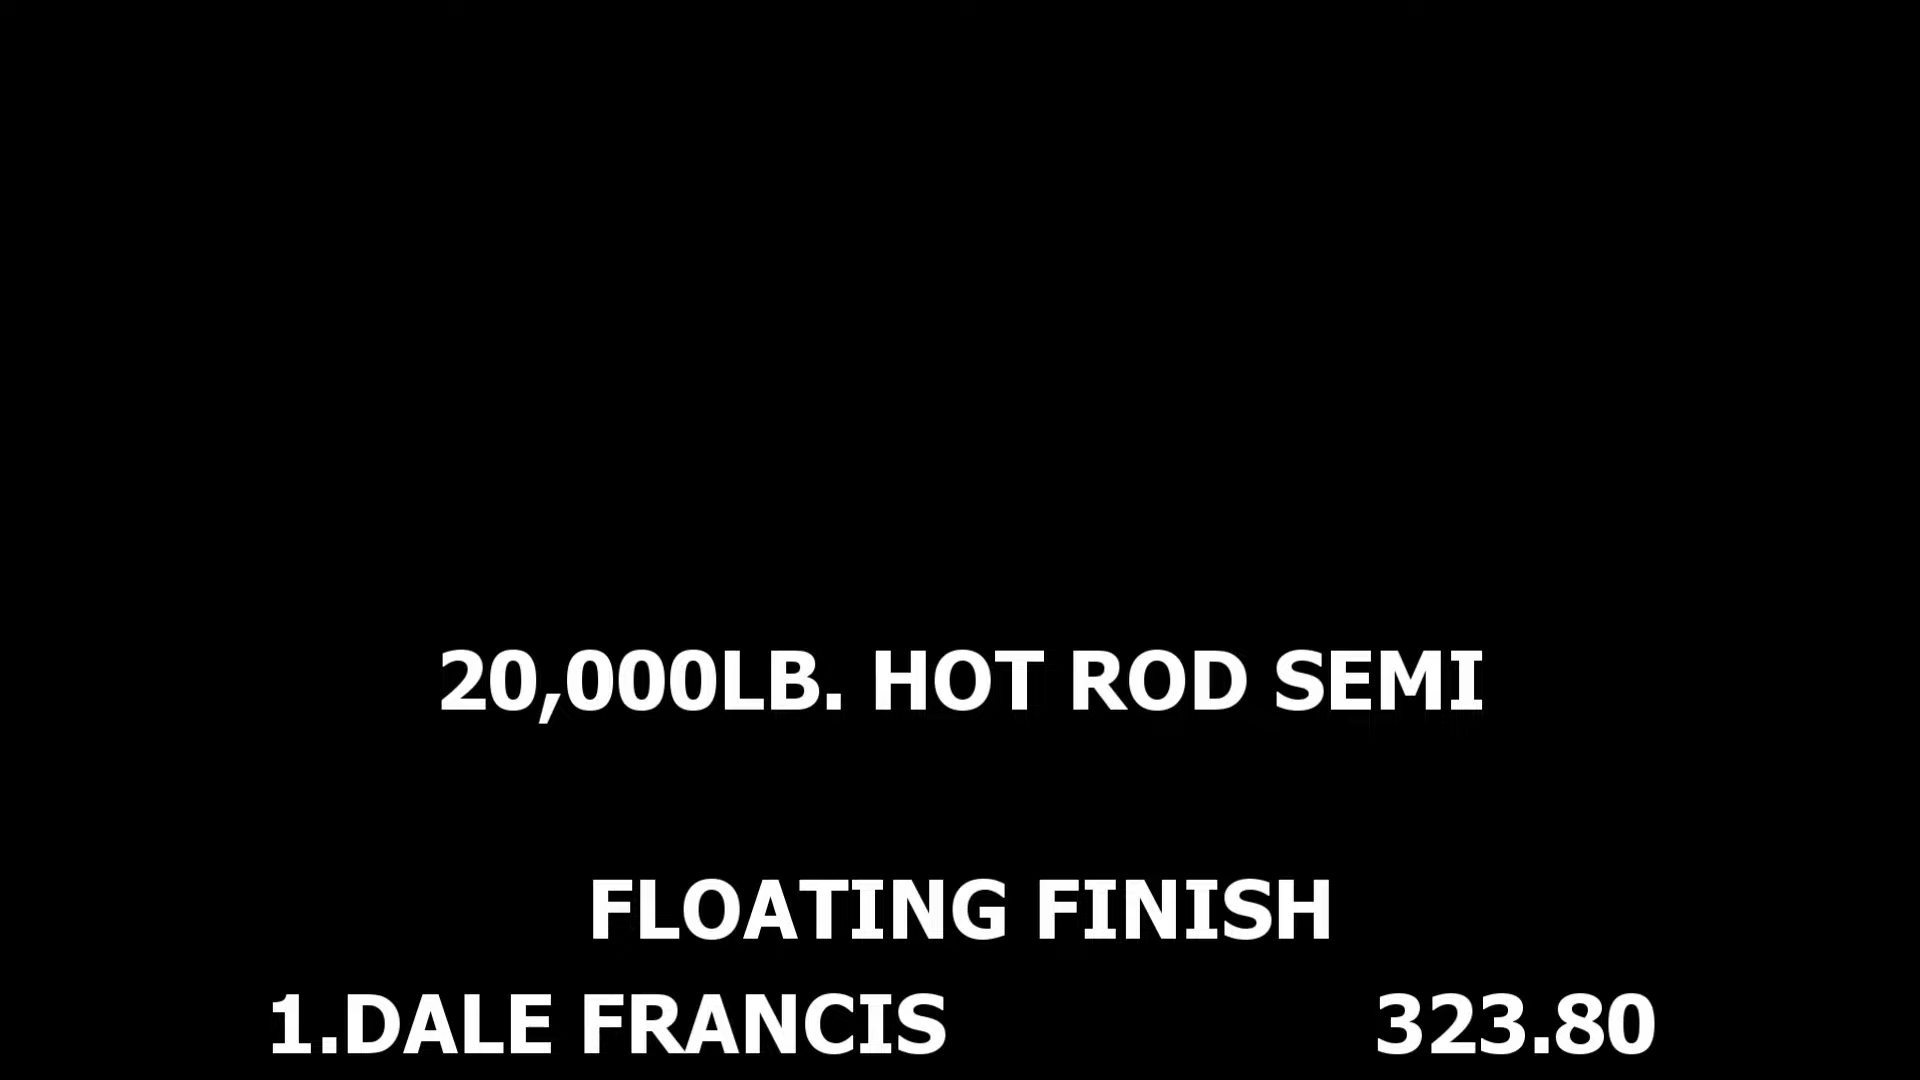 20,000LB. HOT ROD SEMI
FLOATING FINISH
1.DALE FRANCIS 323.80